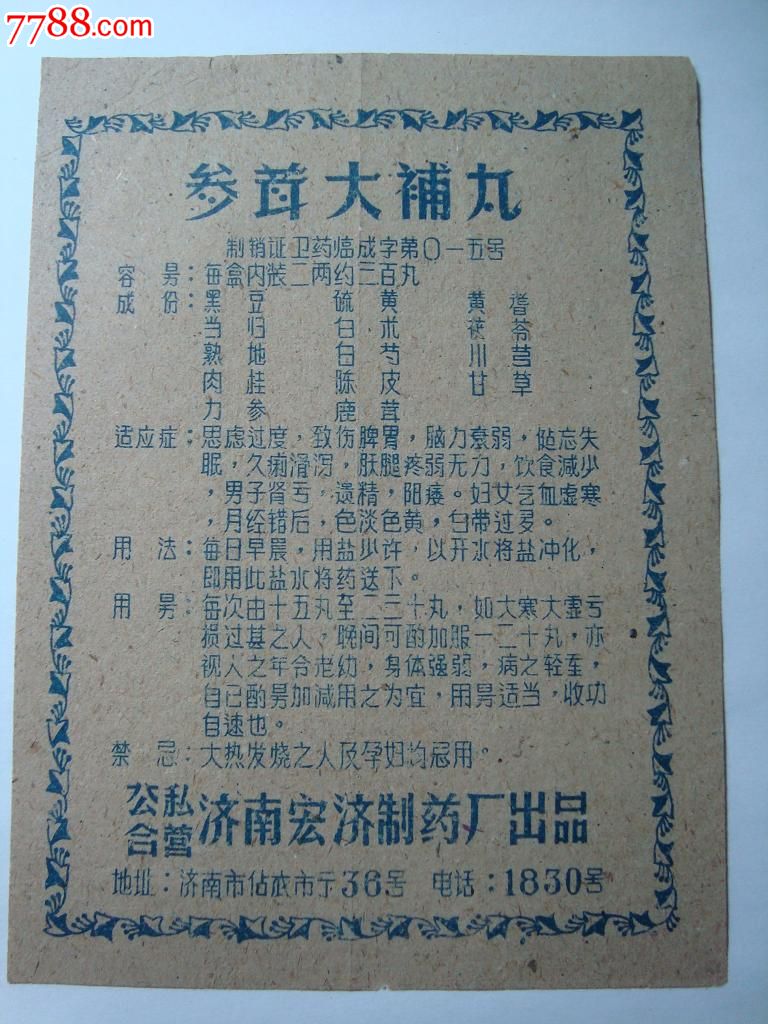 7788.com
参茸大補丸
制销证卫药临成字第〇一五号
容量：每盒内装二两约三百丸
成份：黑豆 硫黄 黄耆
当归 白术 茯苓
熟地 白芍 川芎
肉桂 陈皮 甘草
力参 鹿茸
适应症：思虑过度，致伤脾胃，脑力衰弱，健忘失
眠，久痢滑泻，肤腿疼弱无力，饮食减少
，男子肾亏，遗精，阳痿。妇女气血虚寒
，月经错后，色淡色黄，白带过多。
用法：每日早晨，用盐少许，以开水将盐冲化，
即用此盐水将药送下。
用量：每次由十五丸至二三十丸，如大寒大虚亏
损过甚之人，晚间可酌加服一二十丸，亦
视人之年令老幼，身体强弱，病之轻重，
自已酌量加减用之为宜，用量适当，收功
自速也。
禁忌：大热发烧之人及孕妇均忌用。
公私合营 济南宏济制药厂出品
地址：济南市估衣市于36号 电话：1830号